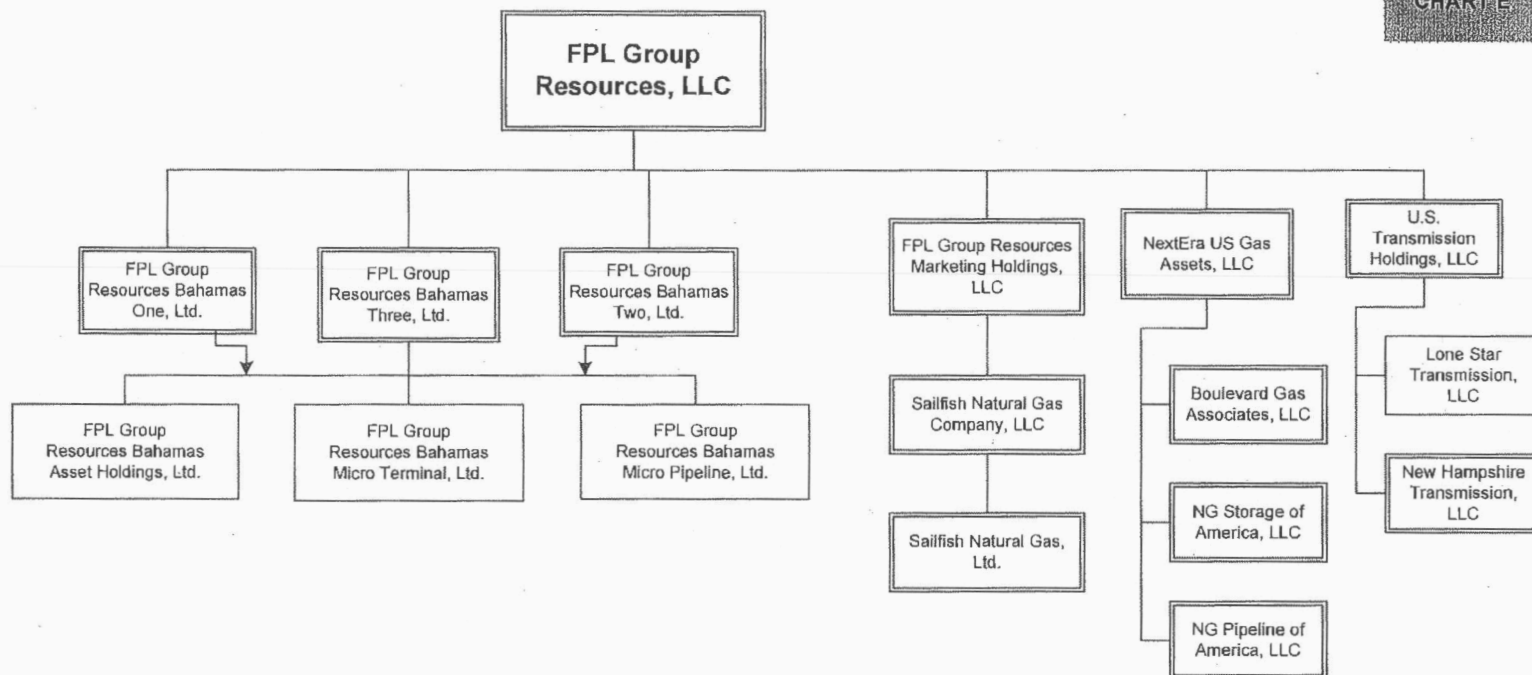 CHART E
FPL Group
Resources, LLC
FPL Group
Resources Bahamas
One, Ltd.
FPL Group
Resources Bahamas
Three, Ltd.
FPL Group
Resources Bahamas
Two, Ltd.
FPL Group Resources
Marketing Holdings,
LLC
NextEra US Gas
Assets, LLC
U.S.
Transmission
Holdings, LLC
FPL Group
Resources Bahamas
Asset Holdings, Ltd.
FPL Group
Resources Bahamas
Micro Terminal, Ltd.
FPL Group
Resources Bahamas
Micro Pipeline, Ltd.
Sailfish Natural Gas
Company, LLC
Sailfish Natural Gas,
Ltd.
Boulevard Gas
Associates, LLC
NG Storage of
America, LLC
NG Pipeline of
America, LLC
Lone Star
Transmission,
LLC
New Hampshire
Transmission,
LLC